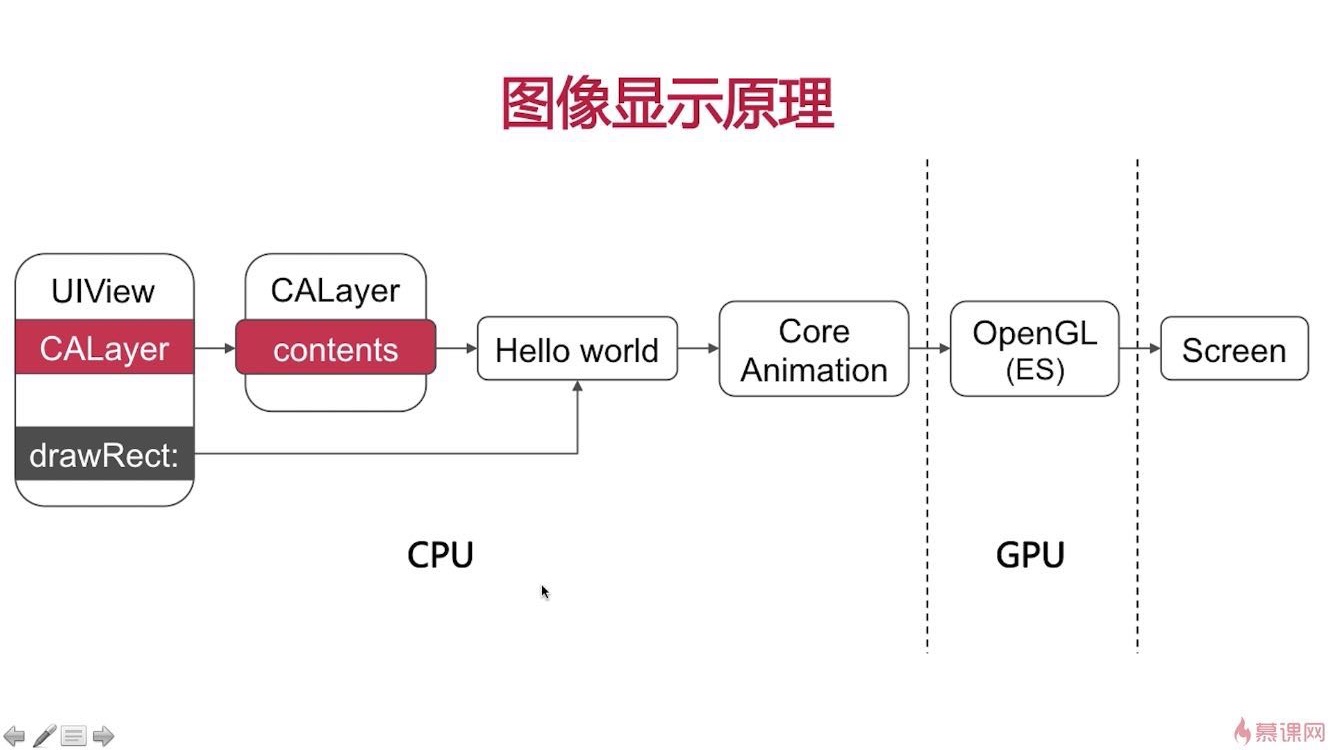 图像显示原理
UIView
CALayer
drawRect:
CALayer
contents
Hello world
Core
Animation
OpenGL
(ES)
Screen
CPU
GPU
慕课网